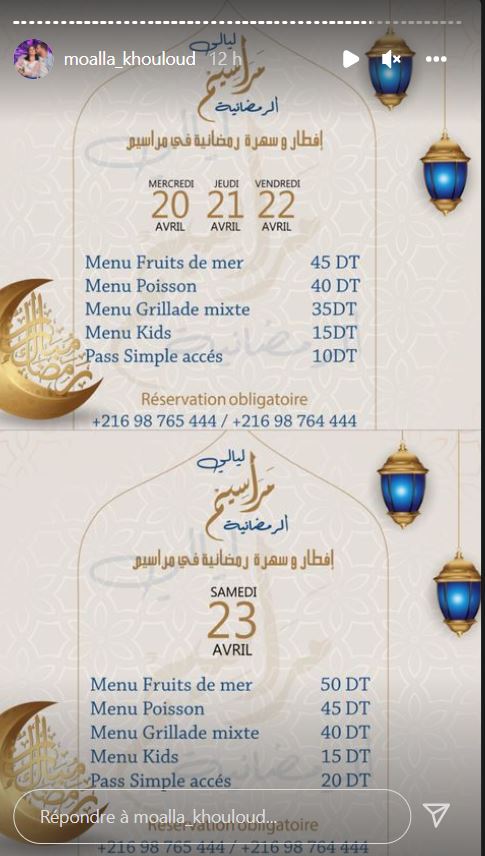 moalla_khouloud 12 h
ليالي
مراسيم
الرمضانية
إفطار و سهرة رمضانية في مراسيم
MERCREDI JEUDI VENDREDI
20 21 22
AVRIL AVRIL AVRIL
Menu Fruits de mer 45 DT
Menu Poisson 40 DT
Menu Grillade mixte 35DT
Menu Kids 15DT
Pass Simple accés 10DT
Réservation obligatoire
+216 98 765 444 / +216 98 764 444
ليالي
مراسيم
الرمضانية
إفطار و سهرة رمضانية في مراسيم
SAMEDI
23
AVRIL
Menu Fruits de mer 50 DT
Menu Poisson 45 DT
Menu Grillade mixte 40 DT
Menu Kids 15 DT
Pass Simple accés 20 DT
Réservation obligatoire
+216 98 765 444 / +216 98 764 444
Répondre à moalla_khouloud...